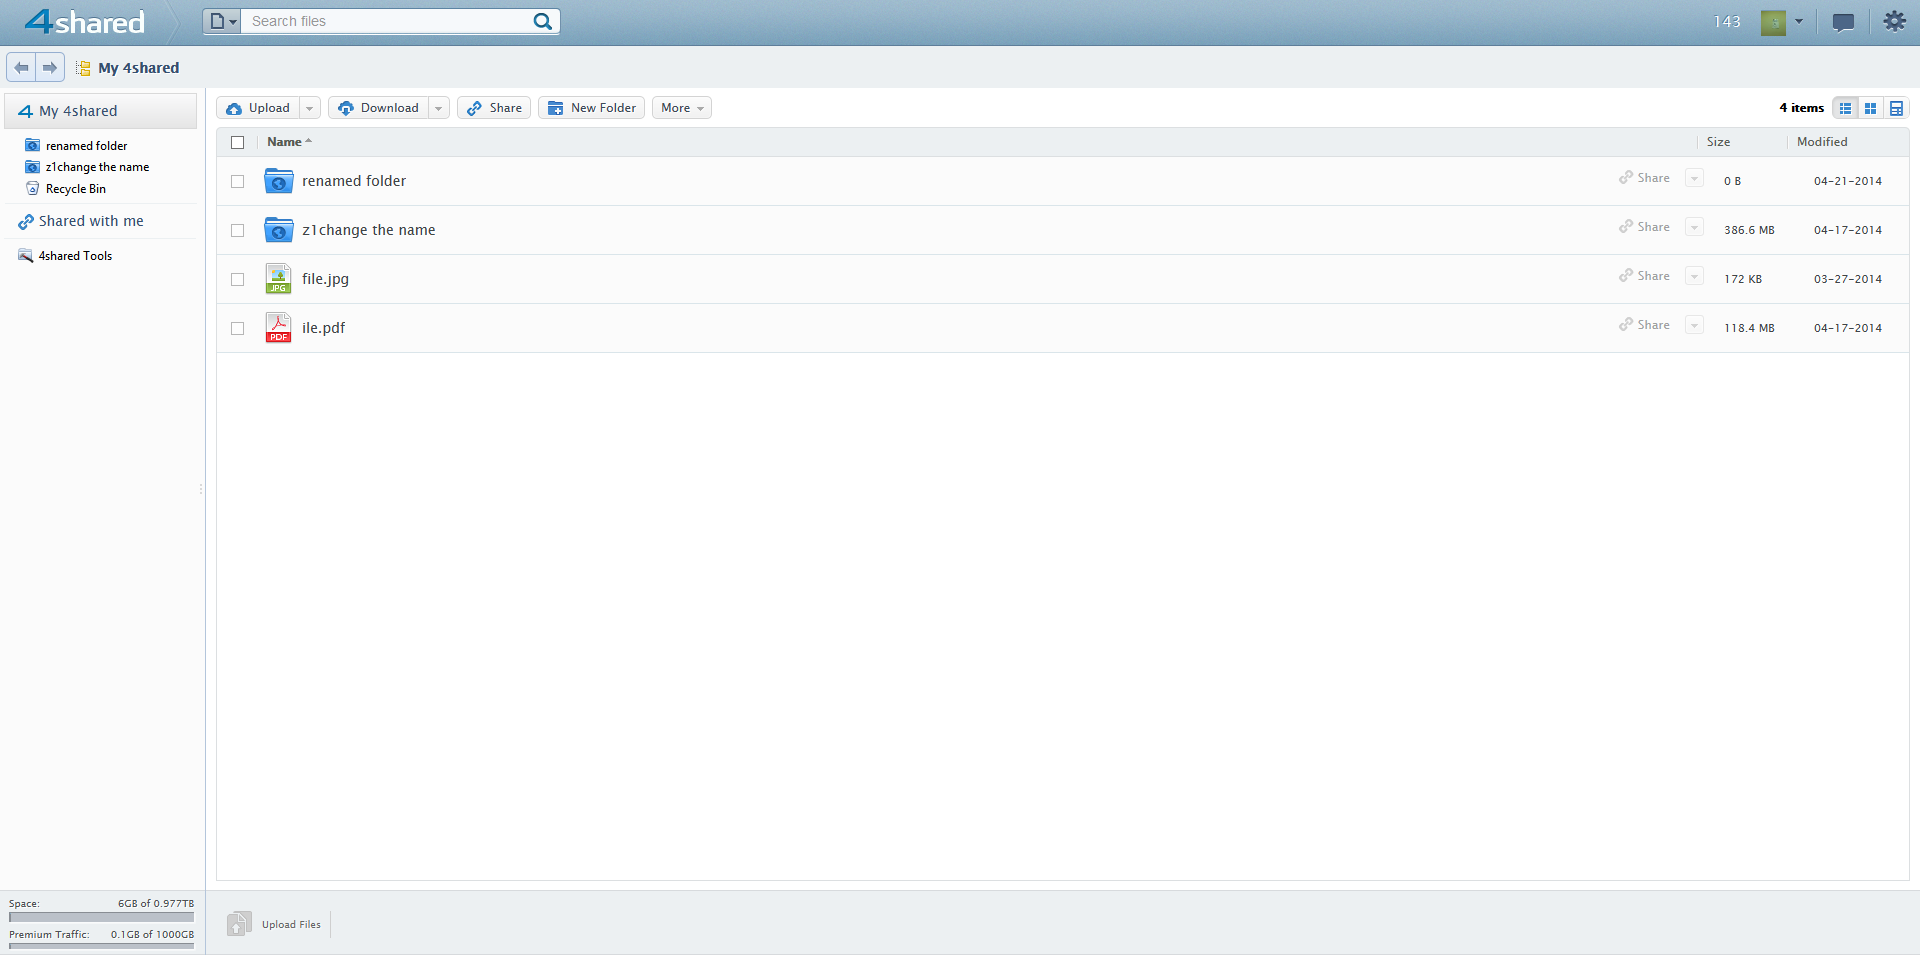 4shared
Search files
143
My 4shared
My 4shared
renamed folder
z1change the name
Recycle Bin
Shared with me
4shared Tools
Upload
Download
Share
New Folder
More
4 items
Name
Size
Modified
renamed folder
Share
0 B
04-21-2014
z1change the name
Share
386.6 MB
04-17-2014
JPG
file.jpg
Share
172 KB
03-27-2014
PDF
ile.pdf
Share
118.4 MB
04-17-2014
Space: 6GB of 0.977TB
Premium Traffic: 0.1GB of 1000GB
Upload Files